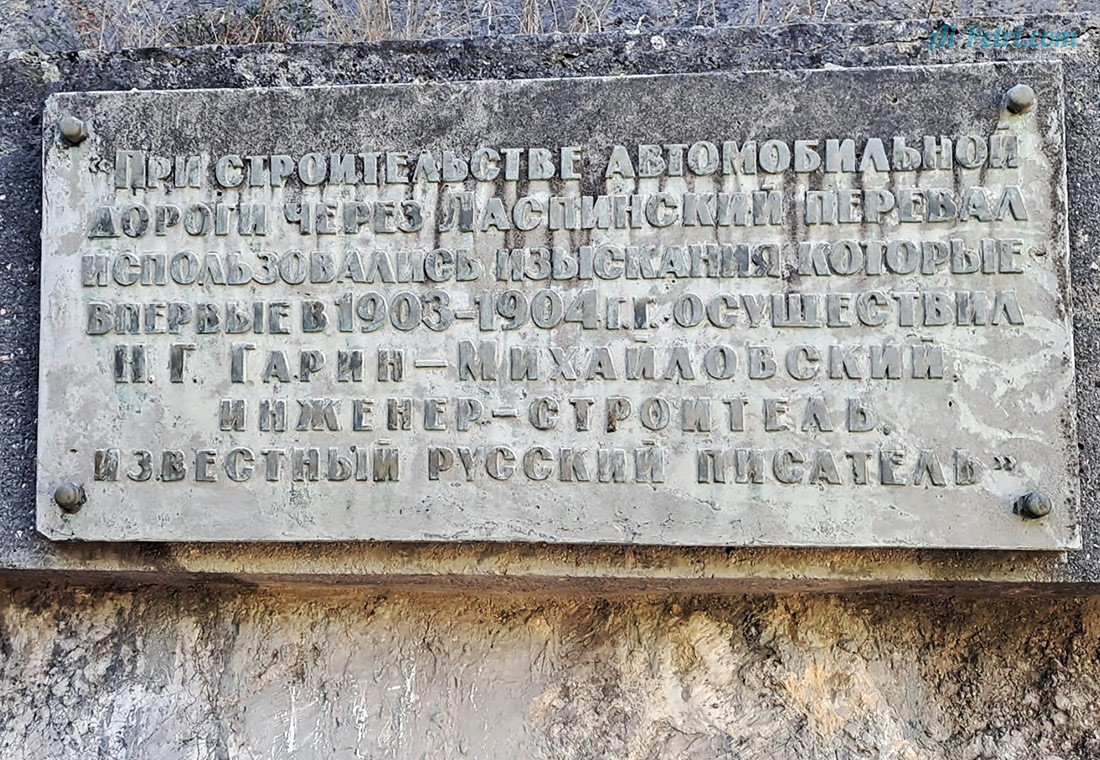 „При строительстве автомобильной
дороги через Ласпинский перевал
использовались изыскания которые
впервые в 1903-1904 г.г. осуществил
Н. Г. Гарин–Михайловский
инженер-строитель.
известный русский писатель"